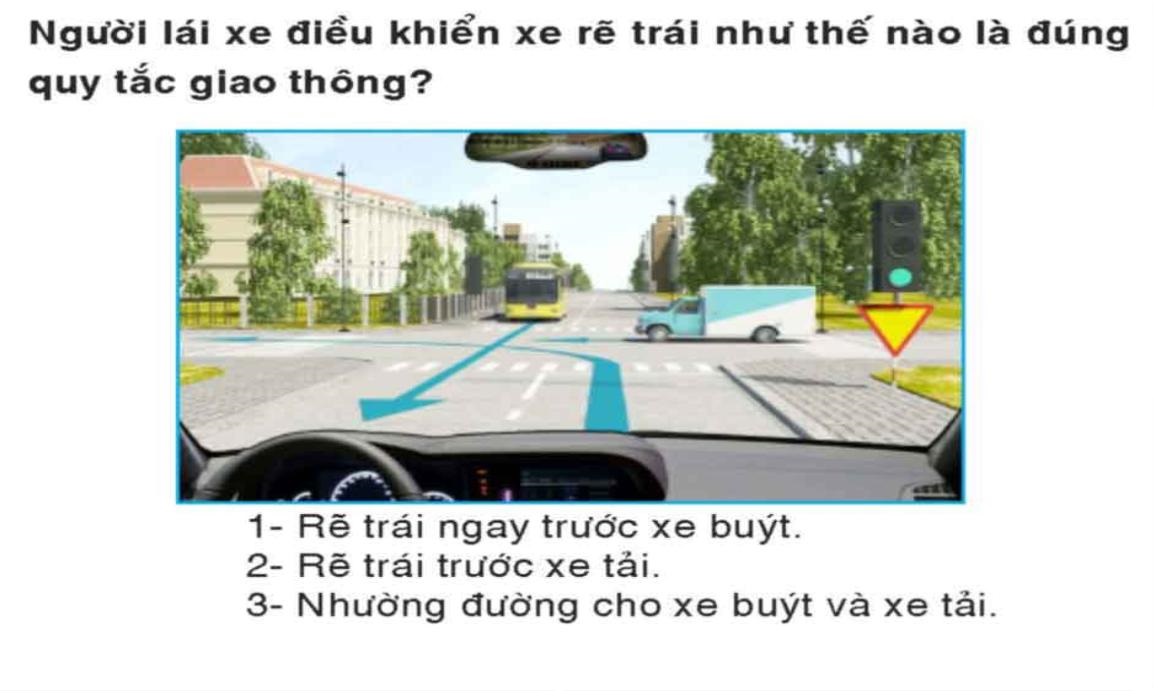 Người lái xe điều khiển xe rẽ trái như thế nào là đúng
quy tắc giao thông?
1- Rẽ trái ngay trước xe buýt.
2- Rẽ trái trước xe tải.
3- Nhường đường cho xe buýt và xe tải.